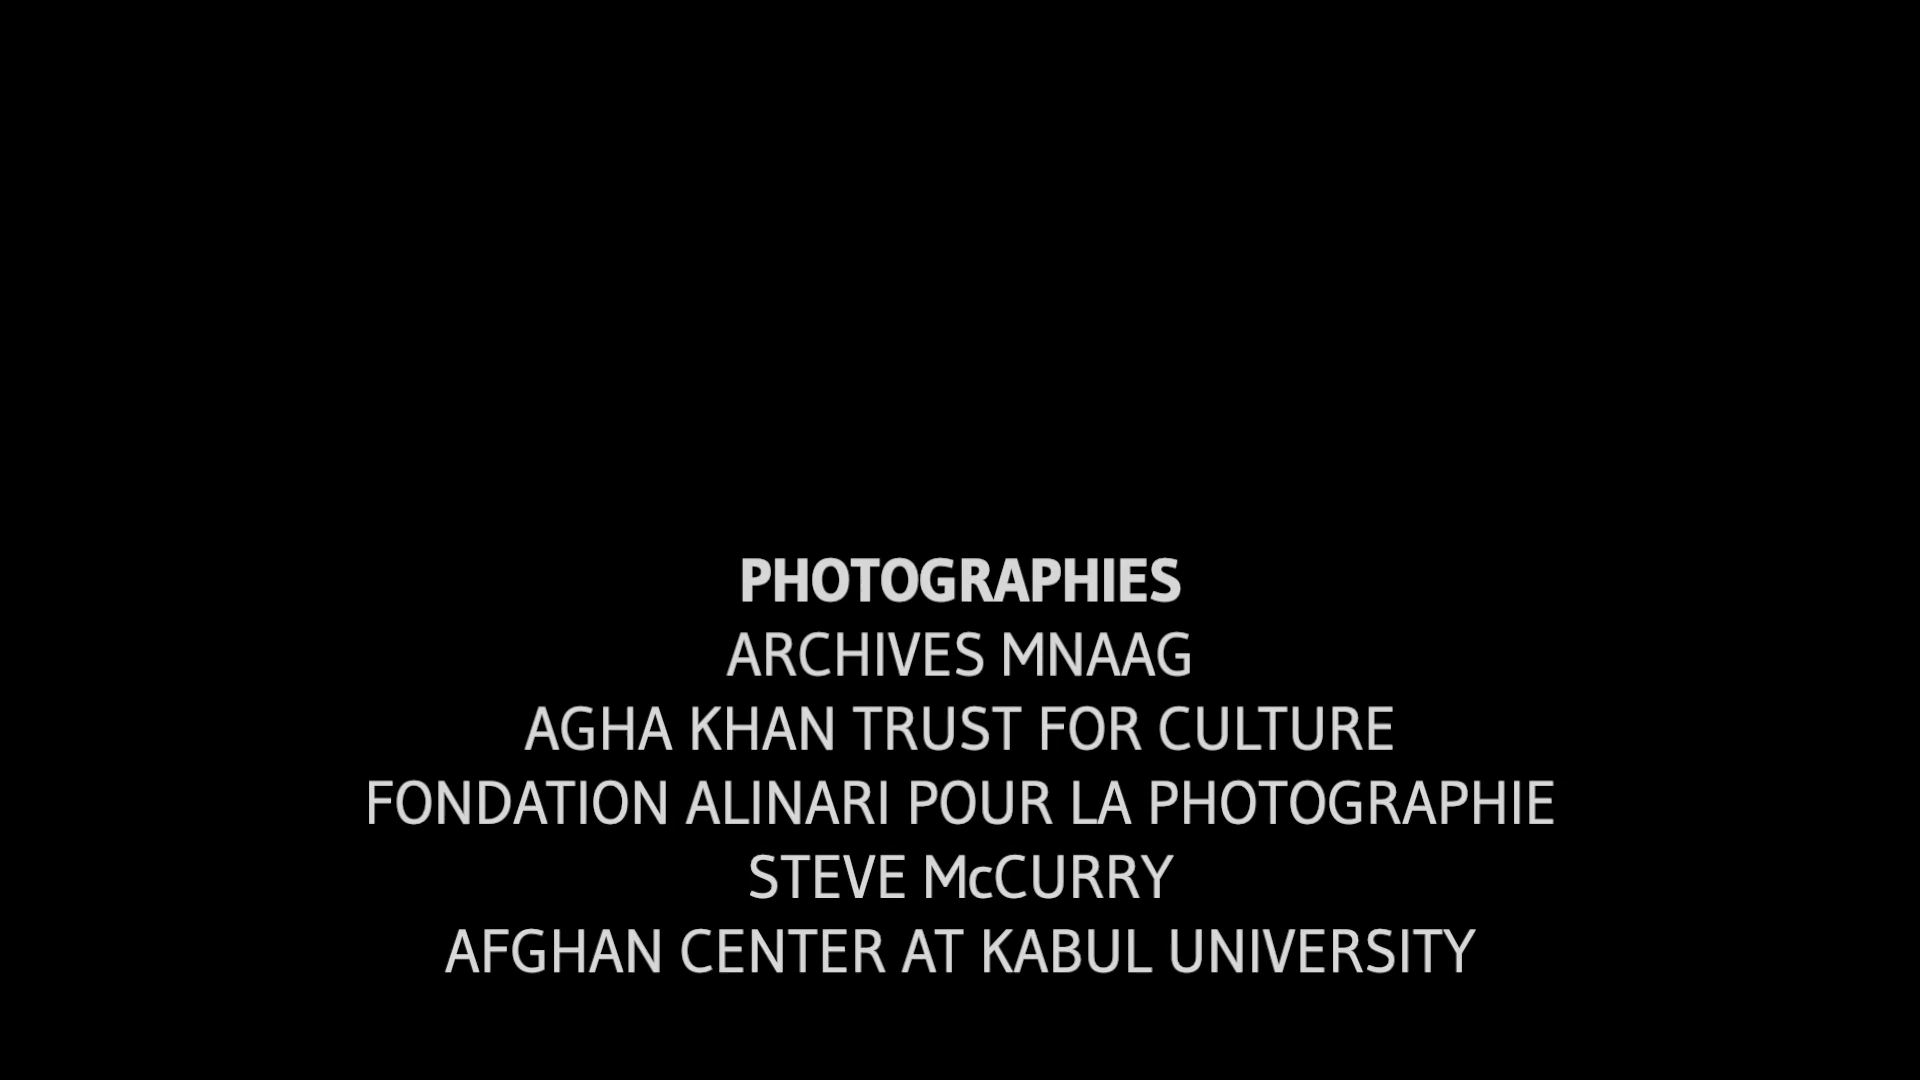 PHOTOGRAPHIES
ARCHIVES MNAAG
AGHA KHAN TRUST FOR CULTURE
FONDATION ALINARI POUR LA PHOTOGRAPHIE
STEVE McCURRY
AFGHAN CENTER AT KABUL UNIVERSITY